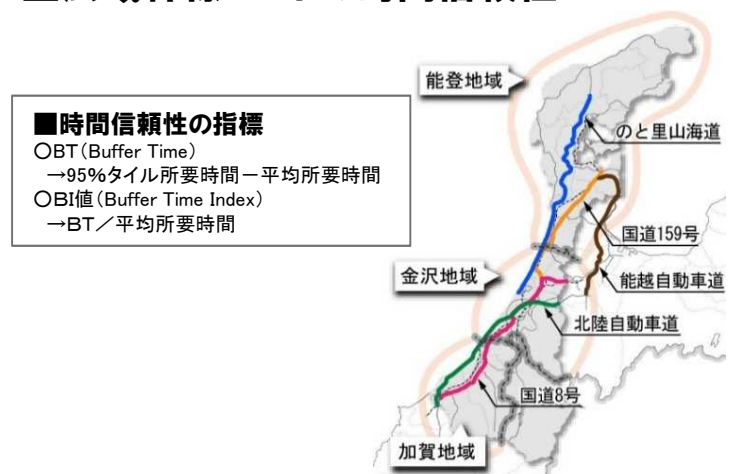 ■時間信頼性の指標
○BT(Buffer Time)
→95%タイル所要時間－平均所要時間
○BI値(Buffer Time Index)
→BT／平均所要時間
能登地域
のと里山海道
国道159号
金沢地域
能越自動車道
北陸自動車道
国道8号
加賀地域